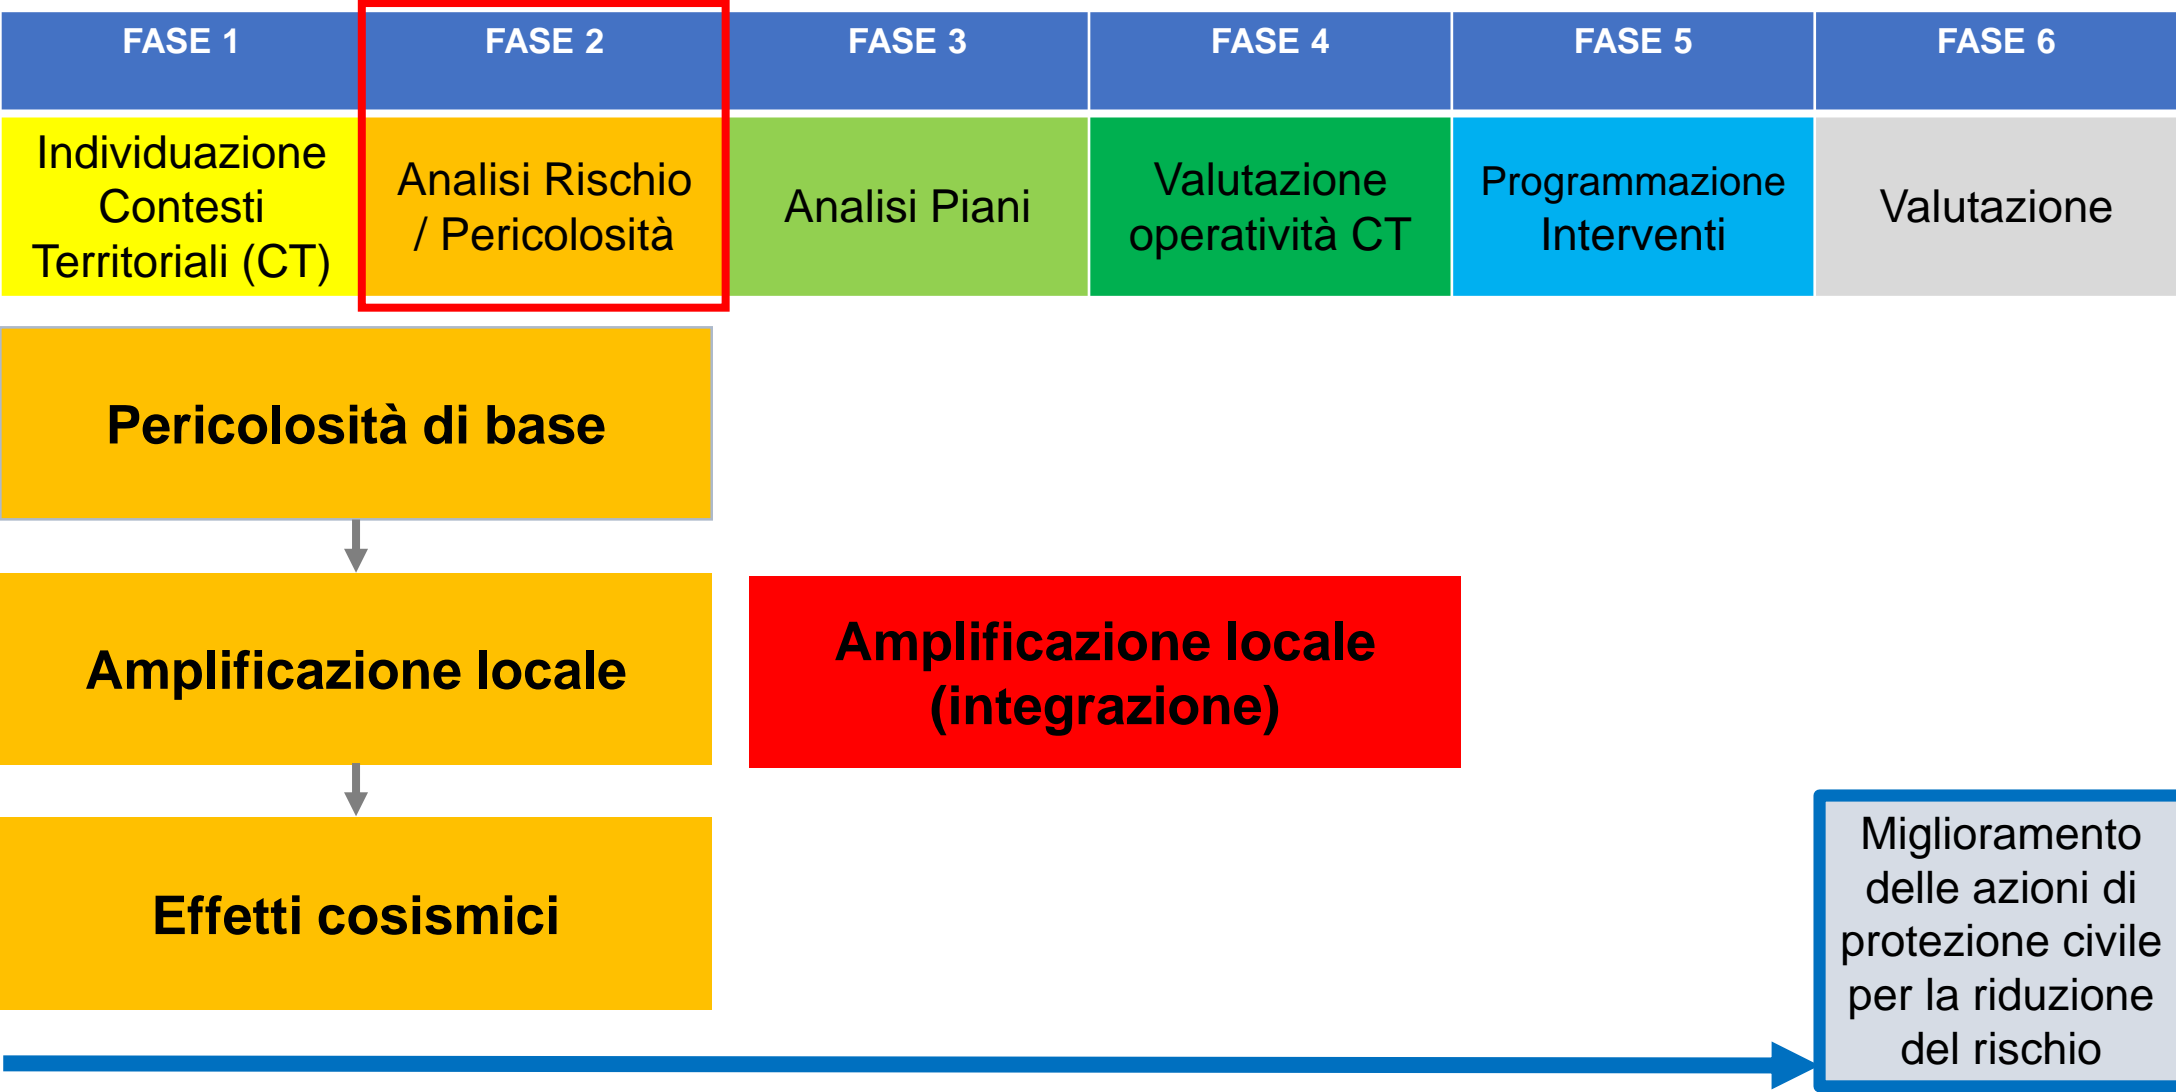 FASE 1
FASE 2
FASE 3
FASE 4
FASE 5
FASE 6
Individuazione
Contesti
Territoriali (CT)
Analisi Rischio
/ Pericolosità
Analisi Piani
Valutazione
operatività CT
Programmazione
Interventi
Valutazione
Pericolosità di base
Amplificazione locale
Amplificazione locale
(integrazione)
Effetti cosismici
Miglioramento
delle azioni di
protezione civile
per la riduzione
del rischio